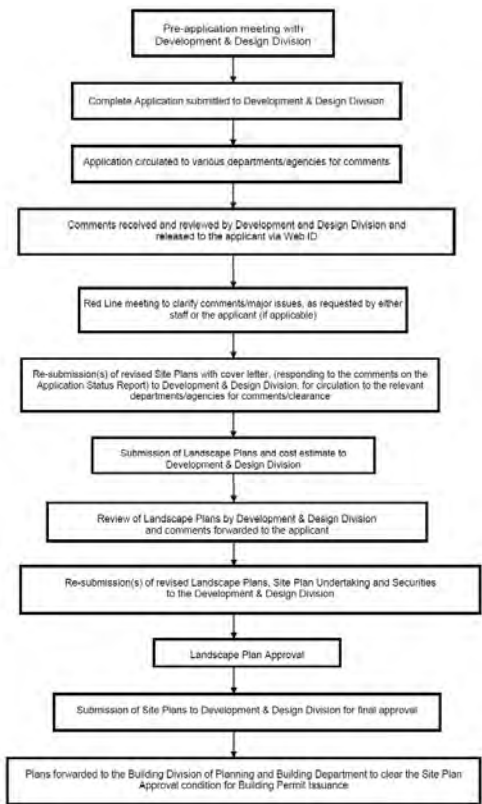 Pre-application meeting with
Development & Design Division
Complete Application submitted to Development & Design Division
Application circulated to various departments/agencies for comments
Comments received and reviewed by Development and Design Division and
released to the applicant via Web ID
Red Line meeting to clarify comments/major issues, as requested by either
staff or the applicant (if applicable)
Re-submission(s) of revised Site Plans with cover letter, (responding to the comments on the
Application Status Report) to Development & Design Division, for circulation to the relevant
departments/agencies for comments/clearance
Submission of Landscape Plans and cost estimate to
Development & Design Division
Review of Landscape Plans by Development & Design Division
and comments forwarded to the applicant
Re-submission(s) of revised Landscape Plans, Site Plan Undertaking and Securities
to the Development & Design Division
Landscape Plan Approval
Submission of Site Plans to Development & Design Division for final approval
Plans forwarded to the Building Division of Planning and Building Department to clear the Site Plan
Approval condition for Building Permit Issuance